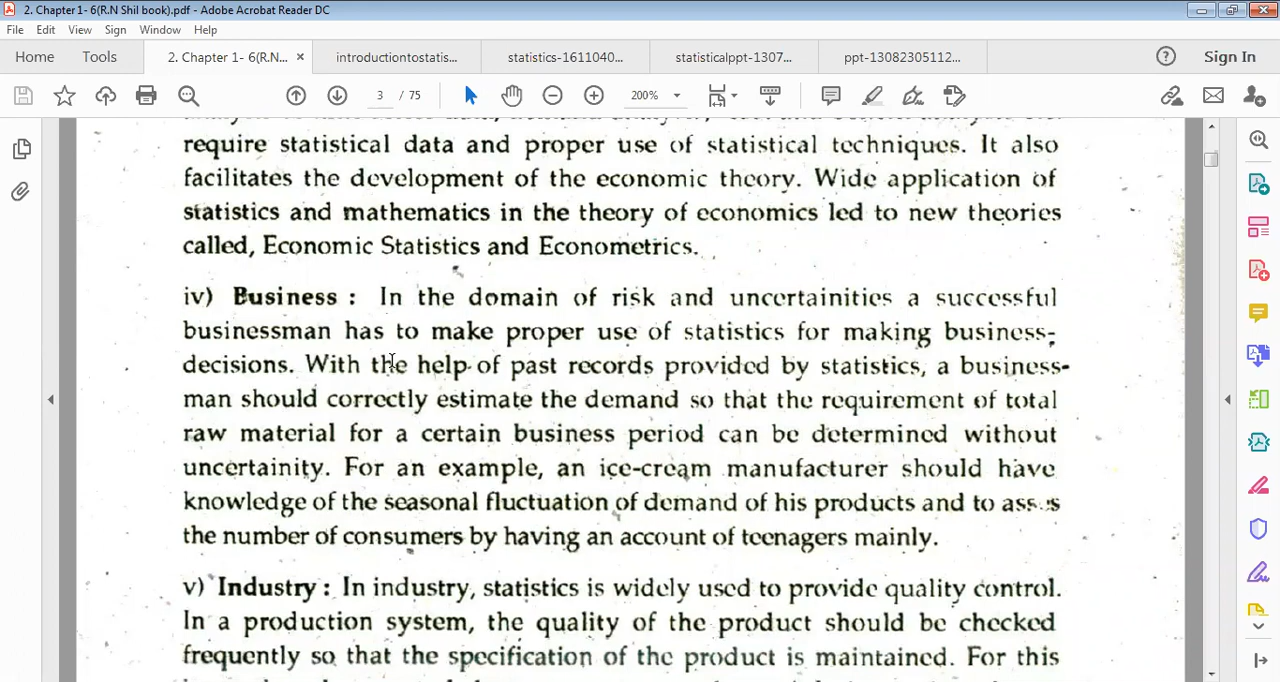 2. Chapter 1- 6(R.N Shil book).pdf - Adobe Acrobat Reader DC
File Edit View Sign Window Help
Home Tools 2. Chapter 1- 6(R.N... × introductiontostatis... statistics-1611040... statisticalppt-1307... ppt-13082305112... Sign In
3 / 75 200%
require statistical data and proper use of statistical techniques. It also
facilitates the development of the economic theory. Wide application of
statistics and mathematics in the theory of economics led to new theories
called, Economic Statistics and Econometrics.
iv) Business : In the domain of risk and uncertainities a successful
businessman has to make proper use of statistics for making business-
decisions. With the help of past records provided by statistics, a business-
man should correctly estimate the demand so that the requirement of total
raw material for a certain business period can be determined without
uncertainity. For an example, an ice-cream manufacturer should have
knowledge of the seasonal fluctuation of demand of his products and to assess
the number of consumers by having an account of teenagers mainly.
v) Industry : In industry, statistics is widely used to provide quality control.
In a production system, the quality of the product should be checked
frequently so that the specification of the product is maintained. For this